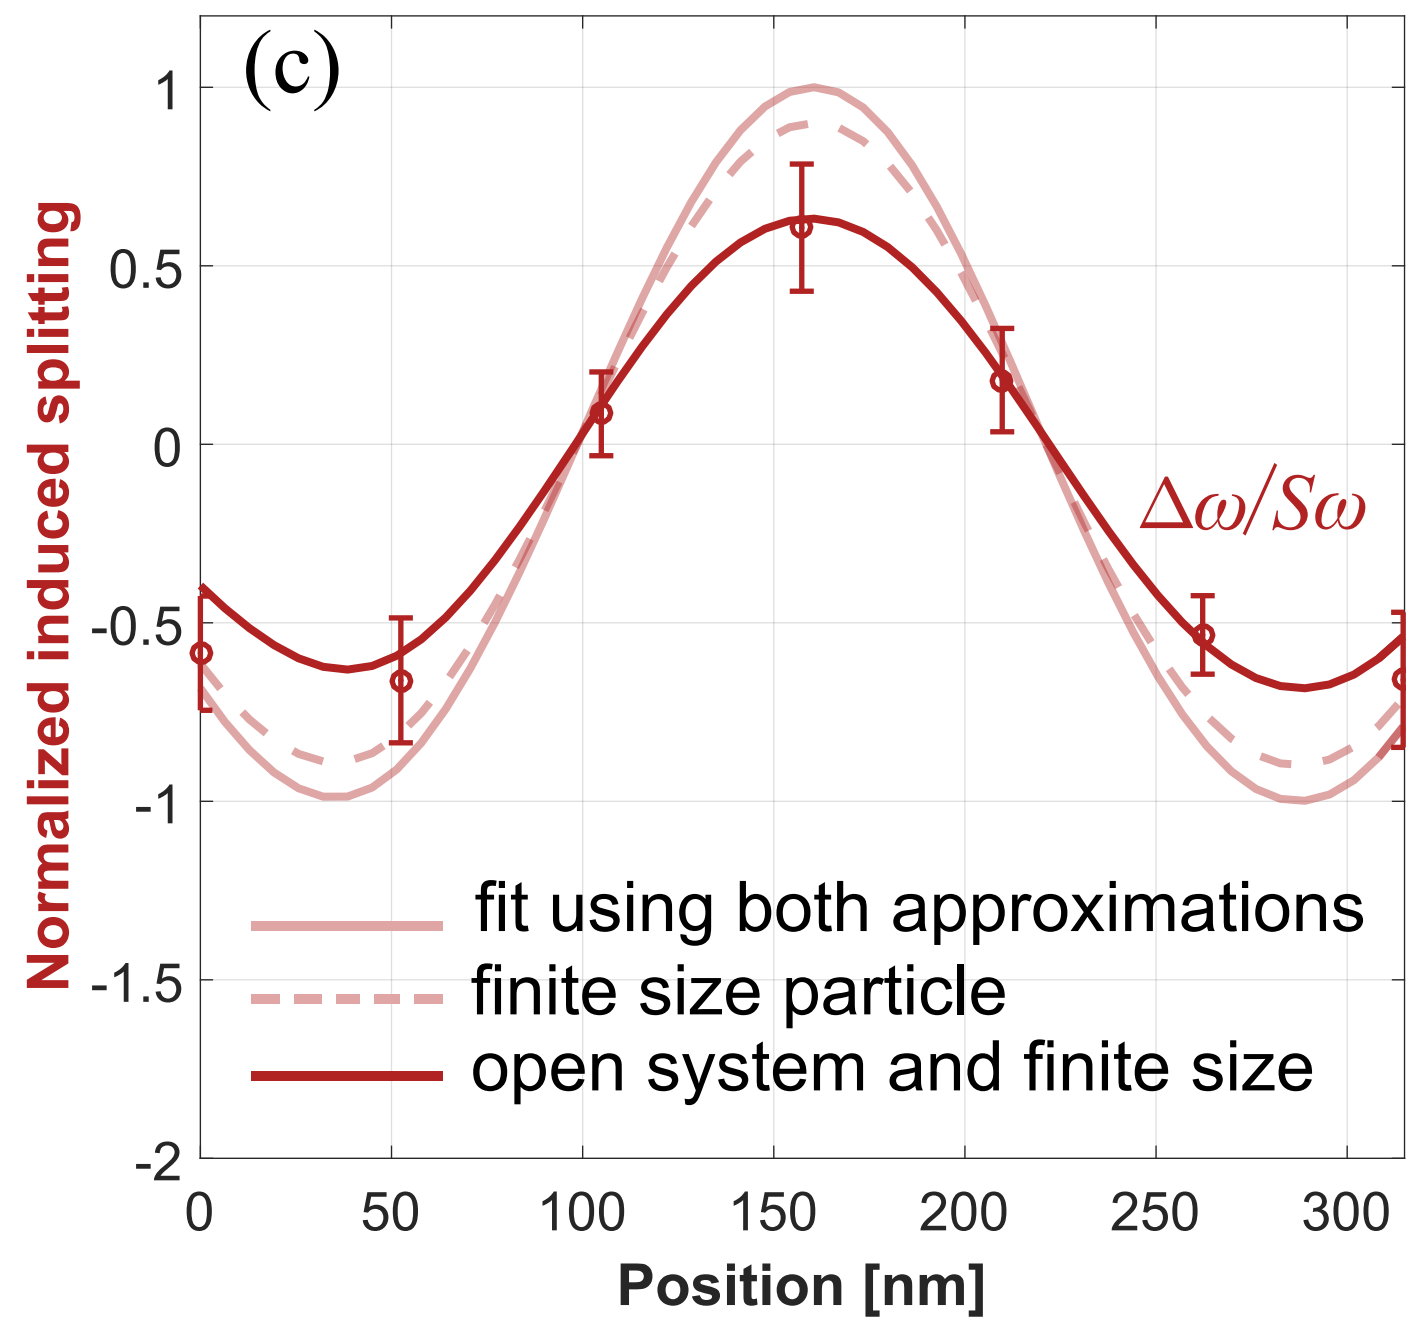 (c)
Normalized induced splitting
1
0.5
0
-0.5
-1
-1.5
-2
Δω/Sω
fit using both approximations
finite size particle
open system and finite size
0 50 100 150 200 250 300
Position [nm]